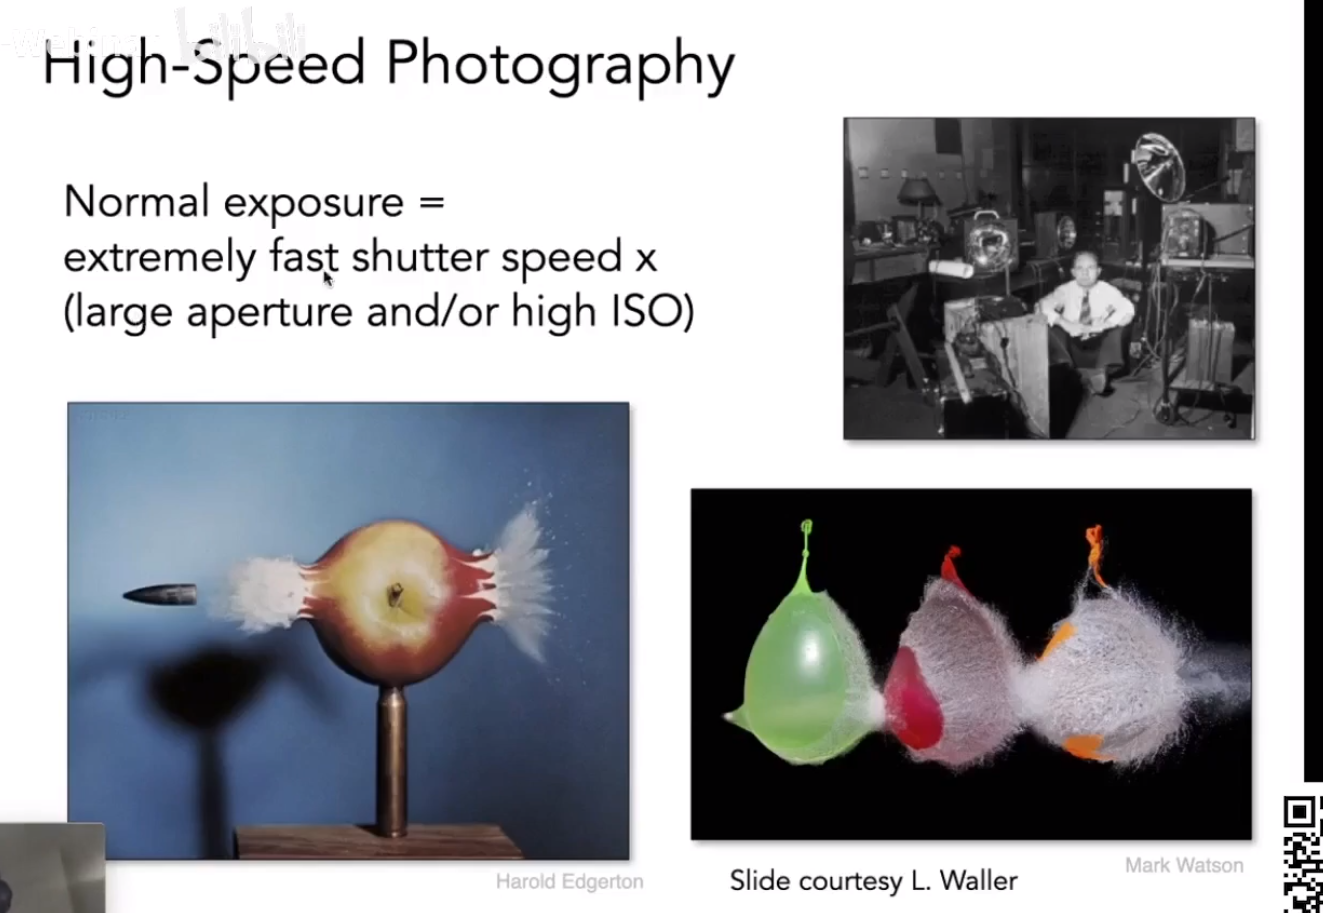 High-Speed Photography
Normal exposure =
extremely fast shutter speed x
(large aperture and/or high ISO)
Harold Edgerton
Mark Watson
Slide courtesy L. Waller